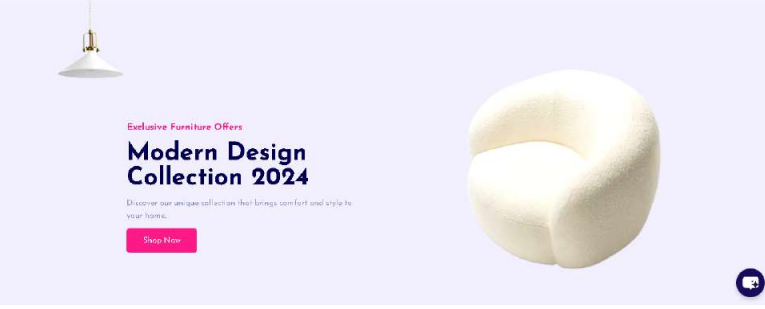 Exclusive Furniture Offers
Modern Design
Collection 2024
Discover our unique collection that brings comfort and style to
your home.
Shop Now